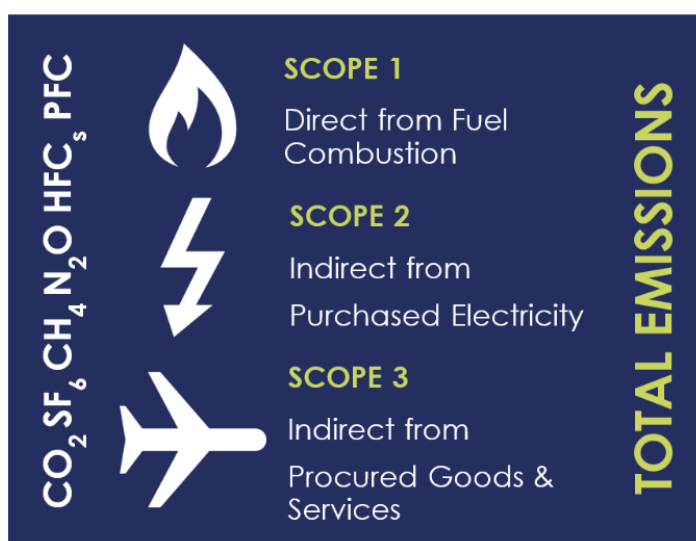 CO₂ SF₆ CH₄ N₂O HFCₛ PFC
SCOPE 1
Direct from Fuel
Combustion
SCOPE 2
Indirect from
Purchased Electricity
SCOPE 3
Indirect from
Procured Goods &
Services
TOTAL EMISSIONS